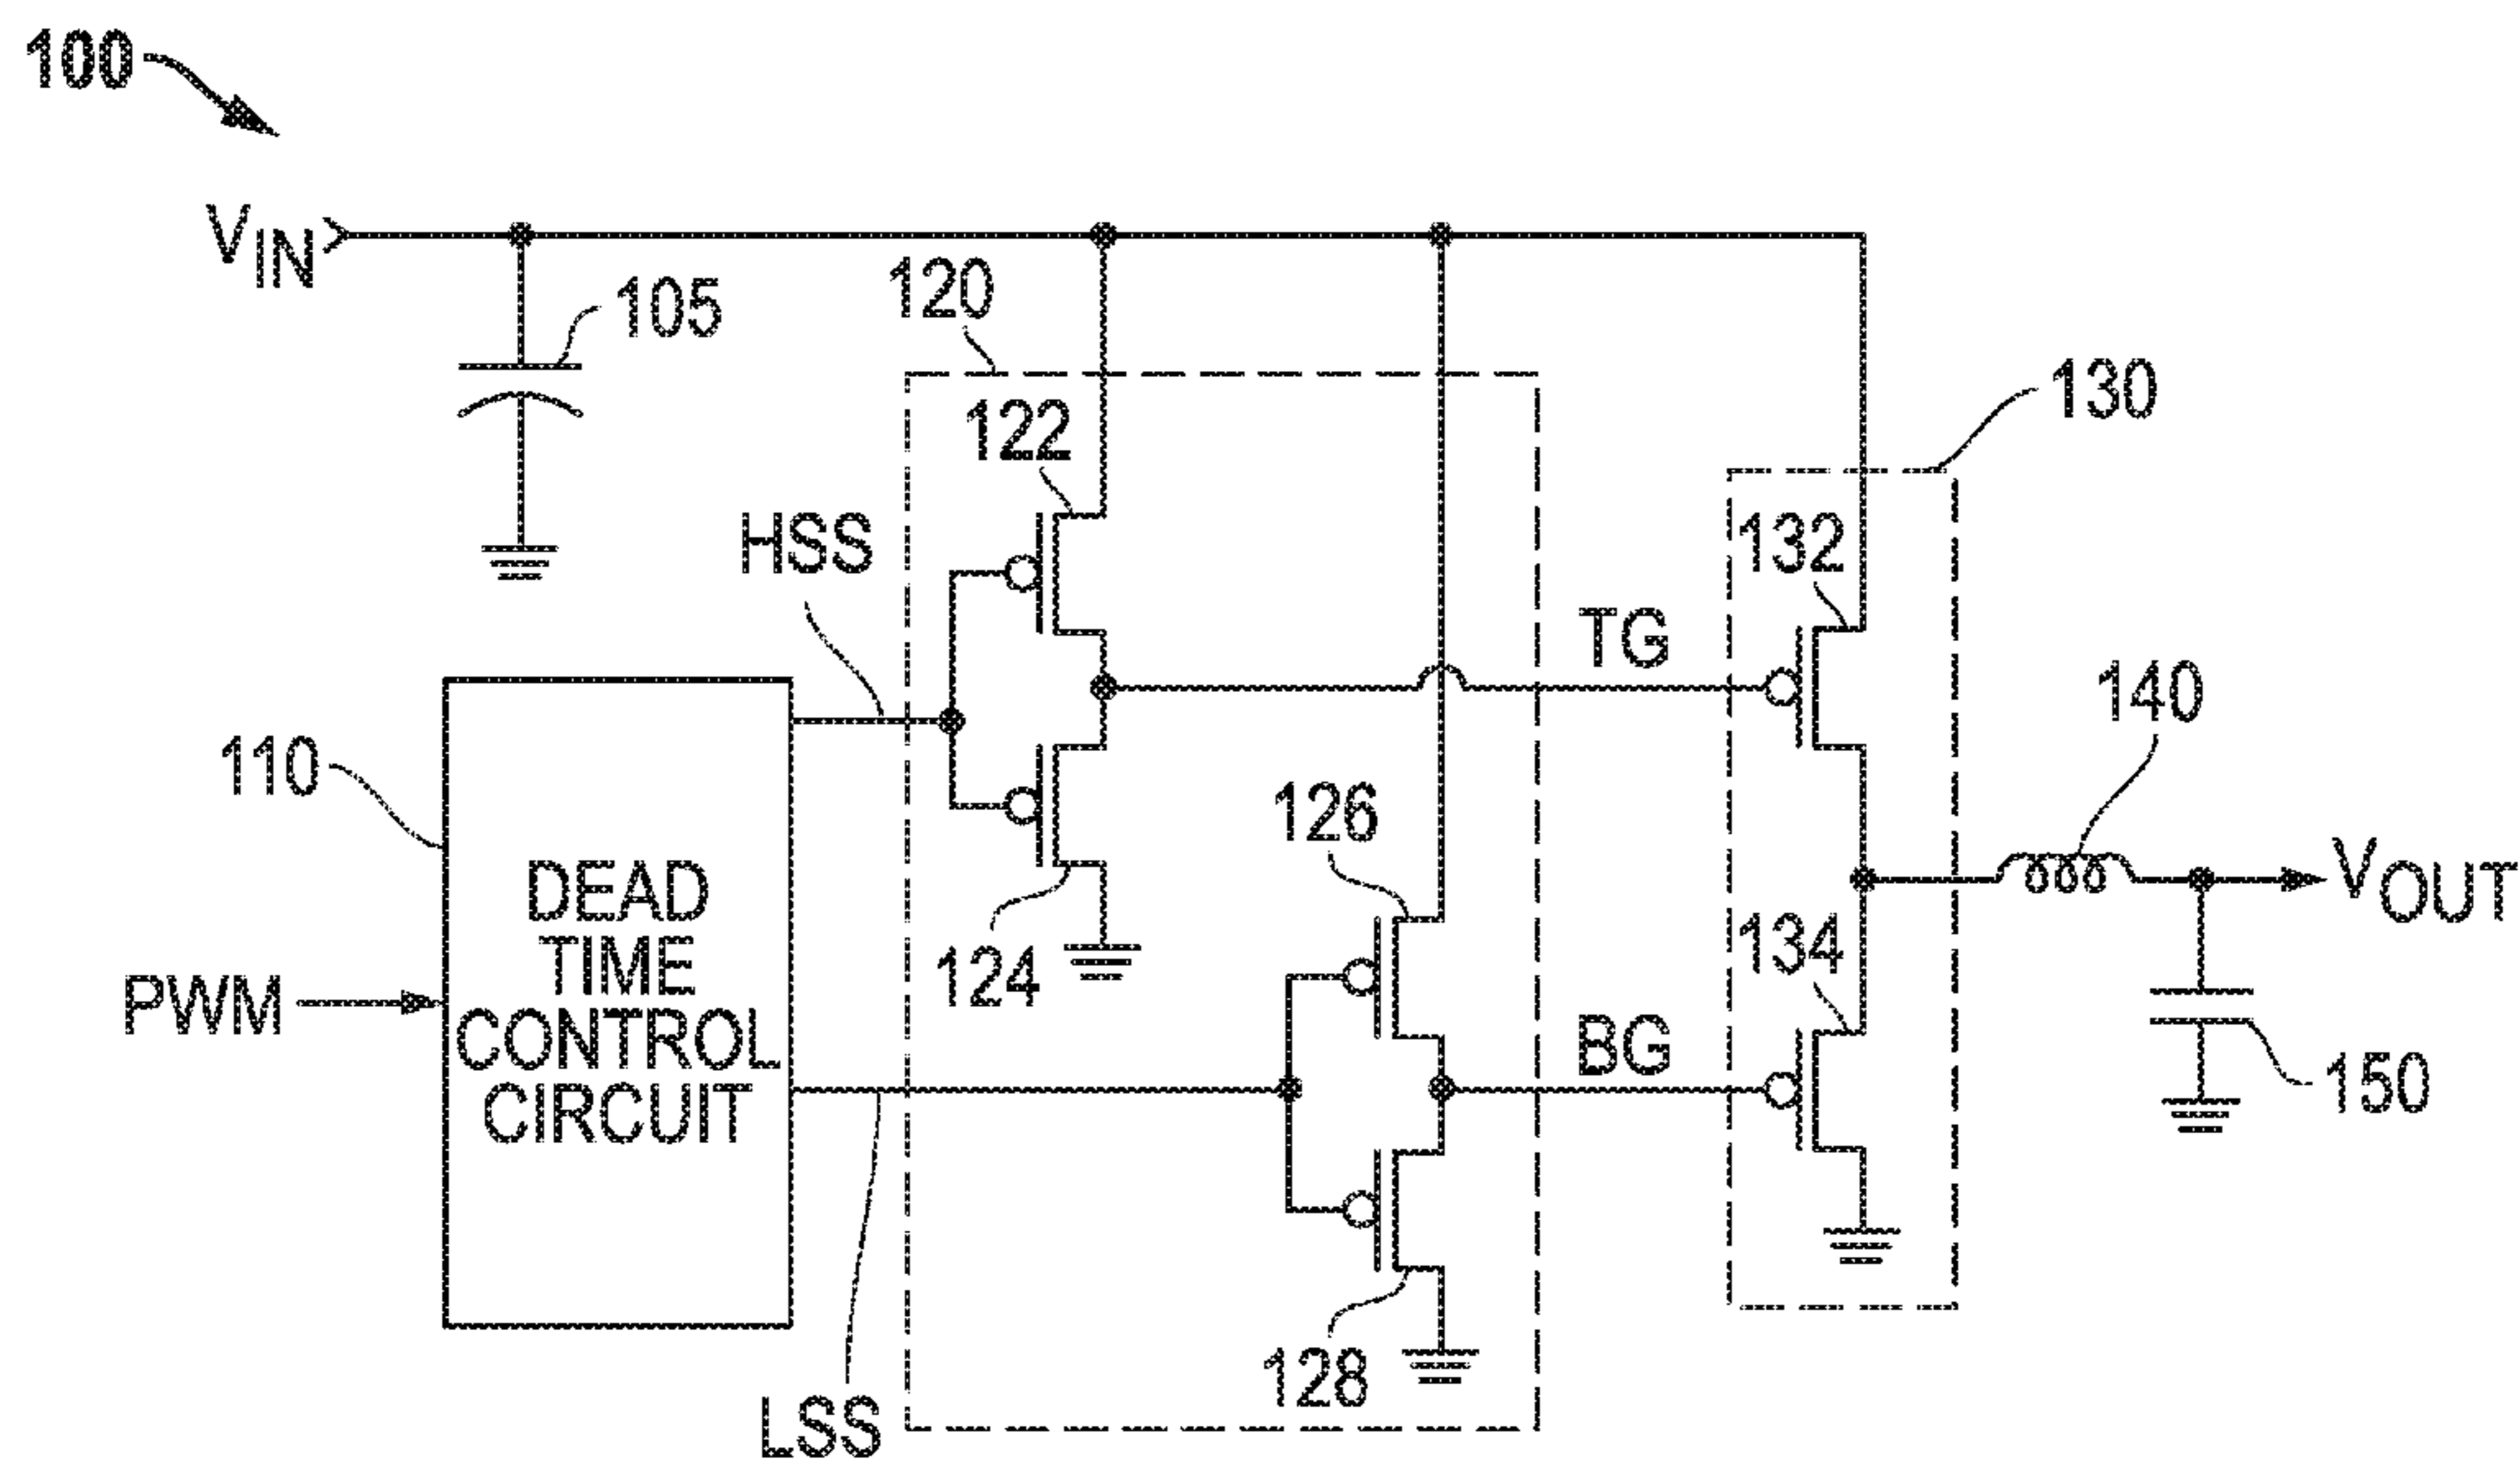 100
VIN
105
120
122
130
HSS
132
TG
140
110
126
DEAD
TIME
CONTROL
CIRCUIT
VOUT
124
134
PWM
BG
150
128
LSS